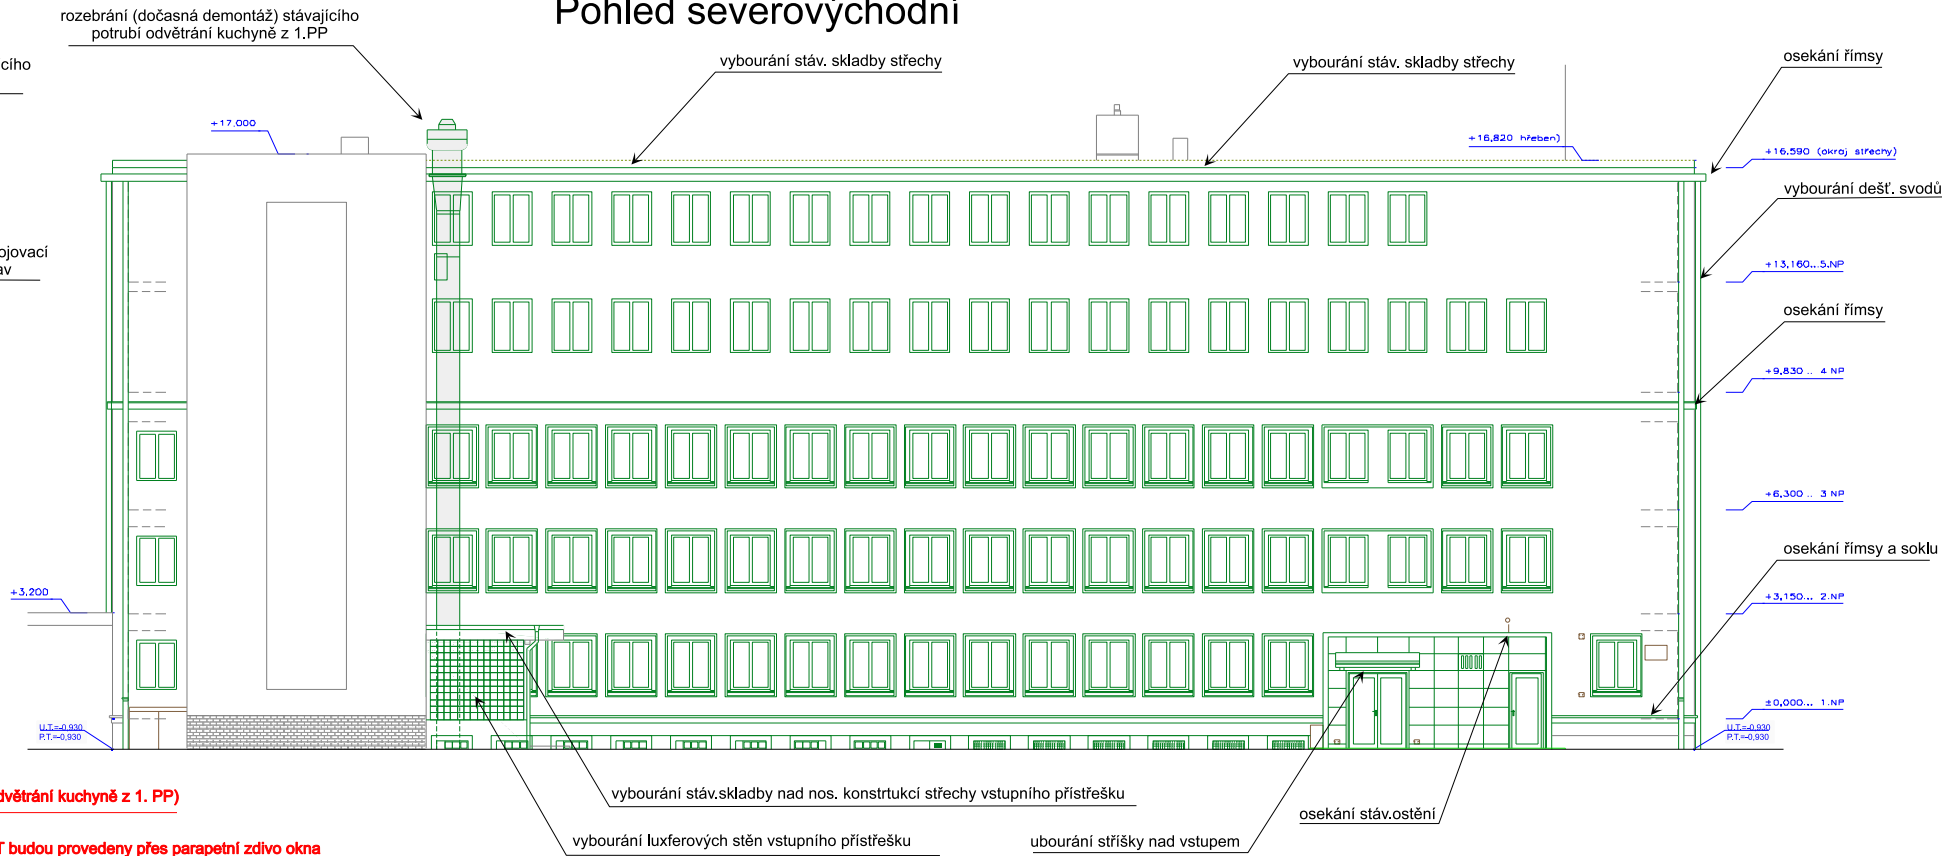 Pohled severovýchodní
rozebrání (dočasná demontáž) stávajícího
potrubí odvětrání kuchyně z 1.PP
cího
vybourání stáv. skladby střechy
vybourání stáv. skladby střechy
osekání římsy
+17,000
+16,820 hřeben)
+16.590 (okraj střechy)
vybourání dešť. svodů
ojovací
av
+13,160...5.NP
osekání římsy
+9,830 .. 4 NP
+6,300 .. 3 NP
osekání římsy a soklu
+3,200
+3,150... 2.NP
±0,000... 1.NP
U.T.=-0,930
P.T.=-0,930
U.T.=-0,930
P.T.=-0,930
dvětrání kuchyně z 1. PP)
vybourání stáv.skladby nad nos. konstrtukcí střechy vstupního přístřešku
osekání stáv.ostění
vybourání luxferových stěn vstupního přístřešku
ubourání stříšky nad vstupem
T budou provedeny přes parapetní zdivo okna